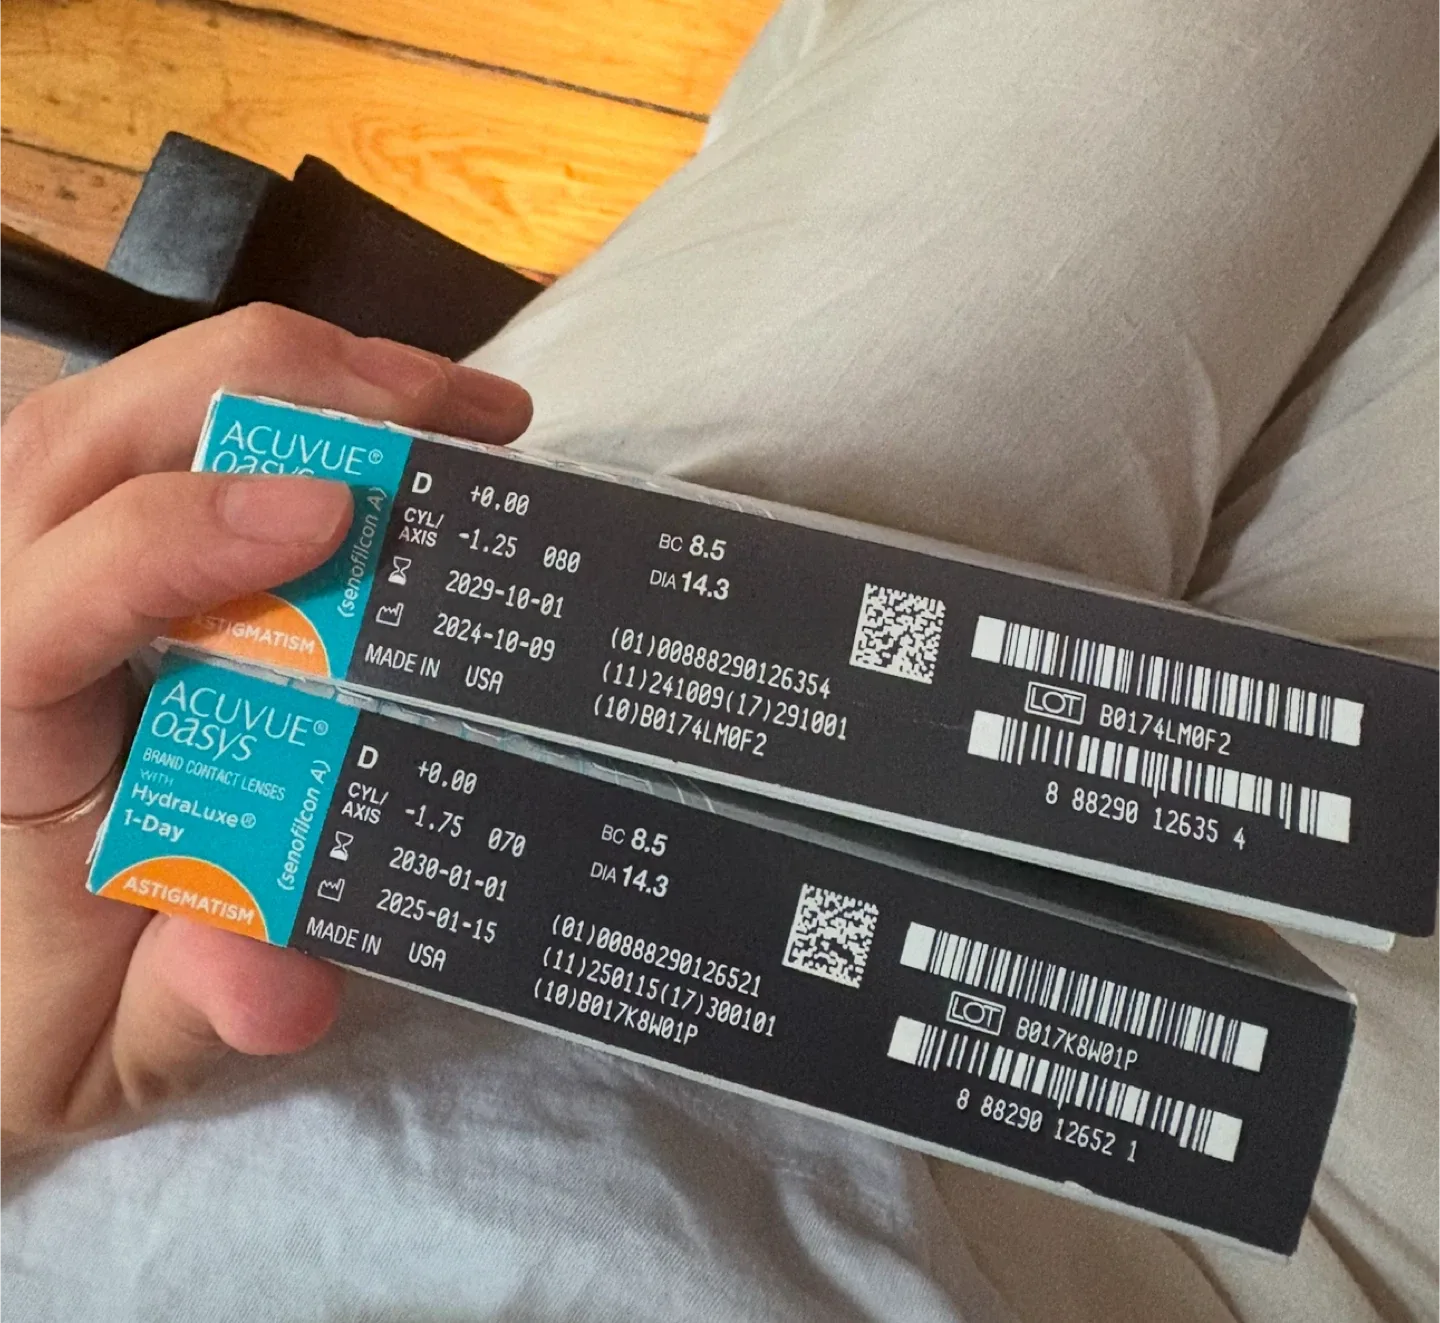 ACUVUE®
oasys
(senofilcon A)
ASTIGMATISM
D +0.00
CYL/
AXIS -1.25 080
2029-10-01
2024-10-09
MADE IN USA
BC 8.5
DIA 14.3
(01)00888290126354
(11)241009(17)291001
(10)B0174LM0F2
LOT B0174LM0F2
8 88290 12635 4
ACUVUE®
oasys
BRAND CONTACT LENSES
WITH
HydraLuxe®
1-Day
(senofilcon A)
ASTIGMATISM
D +0.00
CYL/
AXIS -1.75 070
2030-01-01
2025-01-15
MADE IN USA
BC 8.5
DIA 14.3
(01)00888290126521
(11)250115(17)300101
(10)B017K8W01P
LOT B017K8W01P
8 88290 12652 1